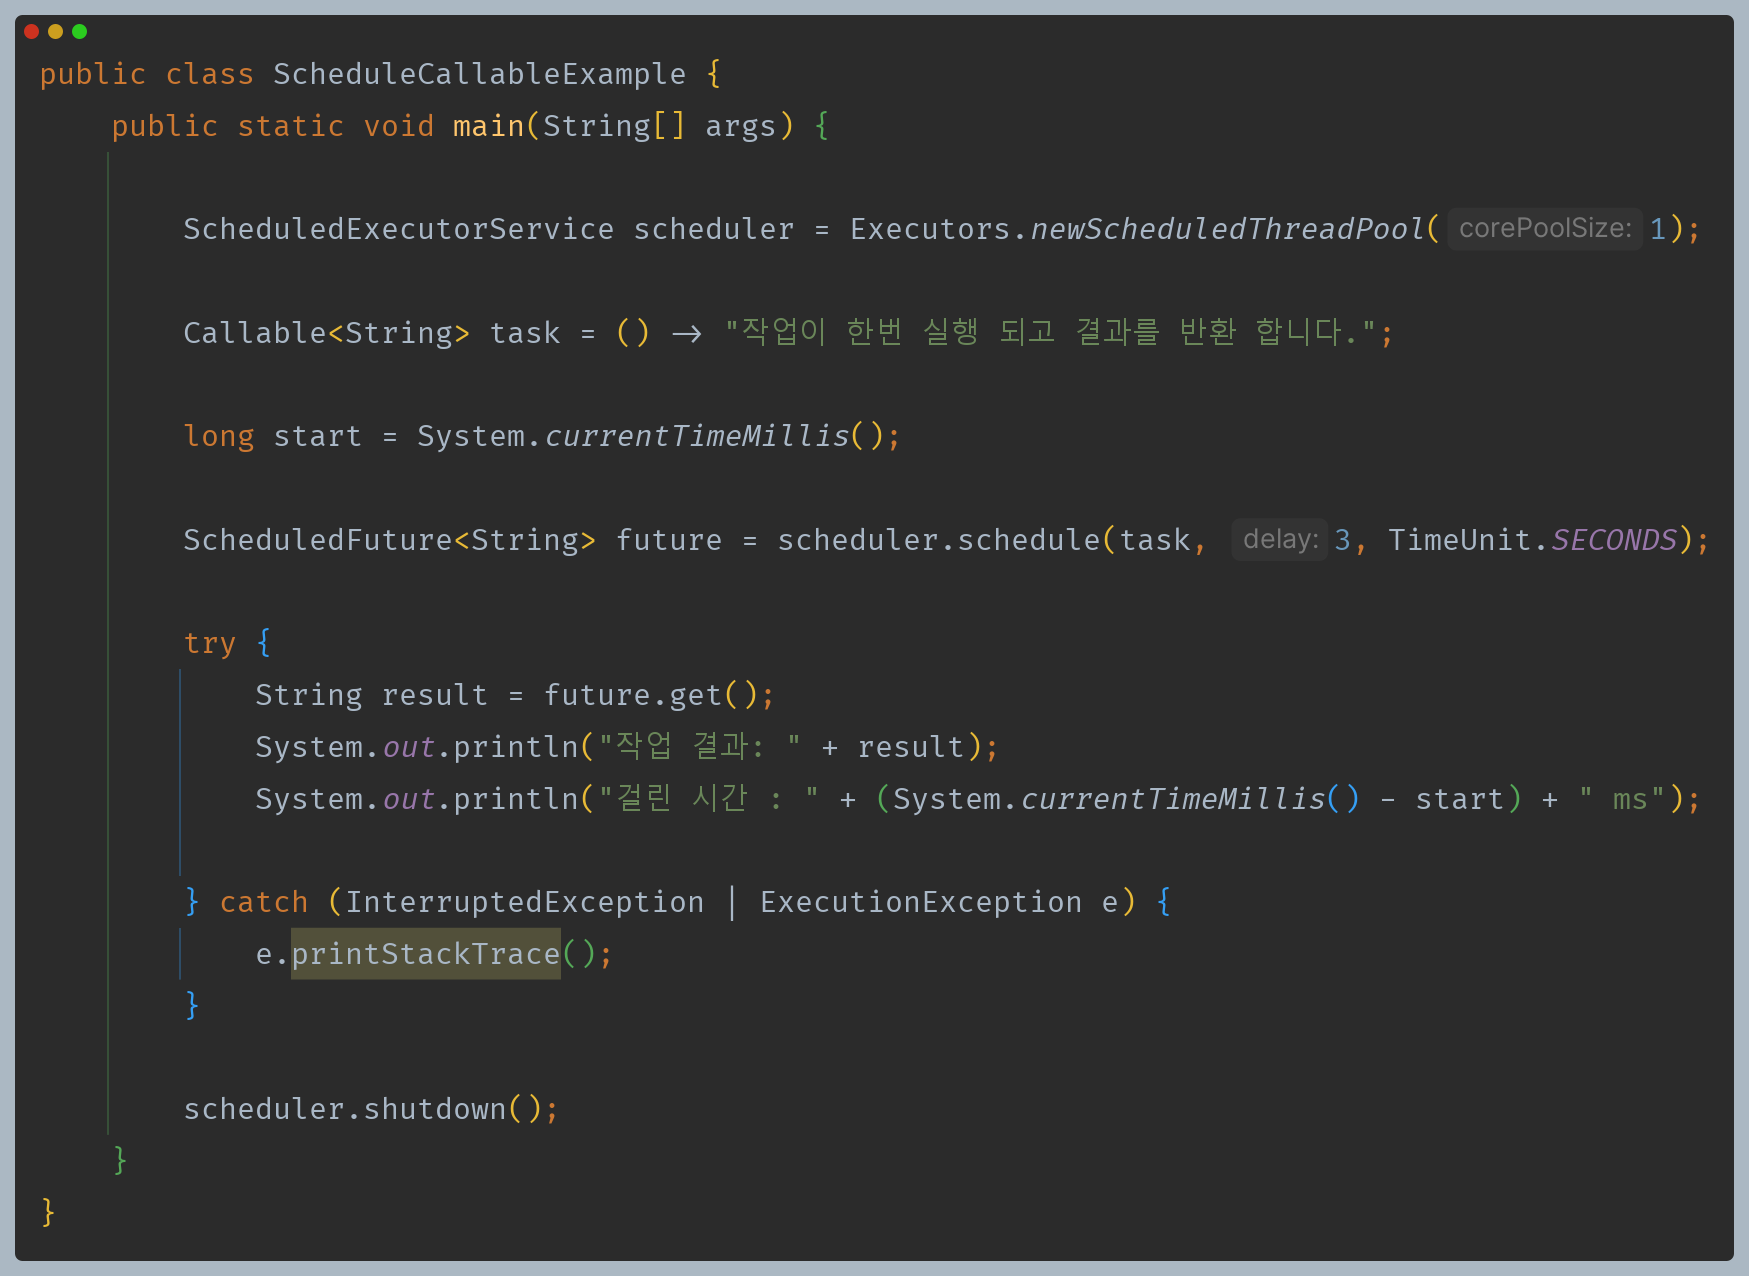 public class ScheduleCallableExample {
public static void main(String[] args) {
ScheduledExecutorService scheduler = Executors.newScheduledThreadPool( corePoolSize: 1);
Callable<String> task = () -> "작업이 한번 실행 되고 결과를 반환 합니다.";
long start = System.currentTimeMillis();
ScheduledFuture<String> future = scheduler.schedule(task, delay: 3, TimeUnit.SECONDS);
try {
String result = future.get();
System.out.println("작업 결과: " + result);
System.out.println("걸린 시간 : " + (System.currentTimeMillis() - start) + " ms");
} catch (InterruptedException | ExecutionException e) {
e.printStackTrace();
}
scheduler.shutdown();
}
}